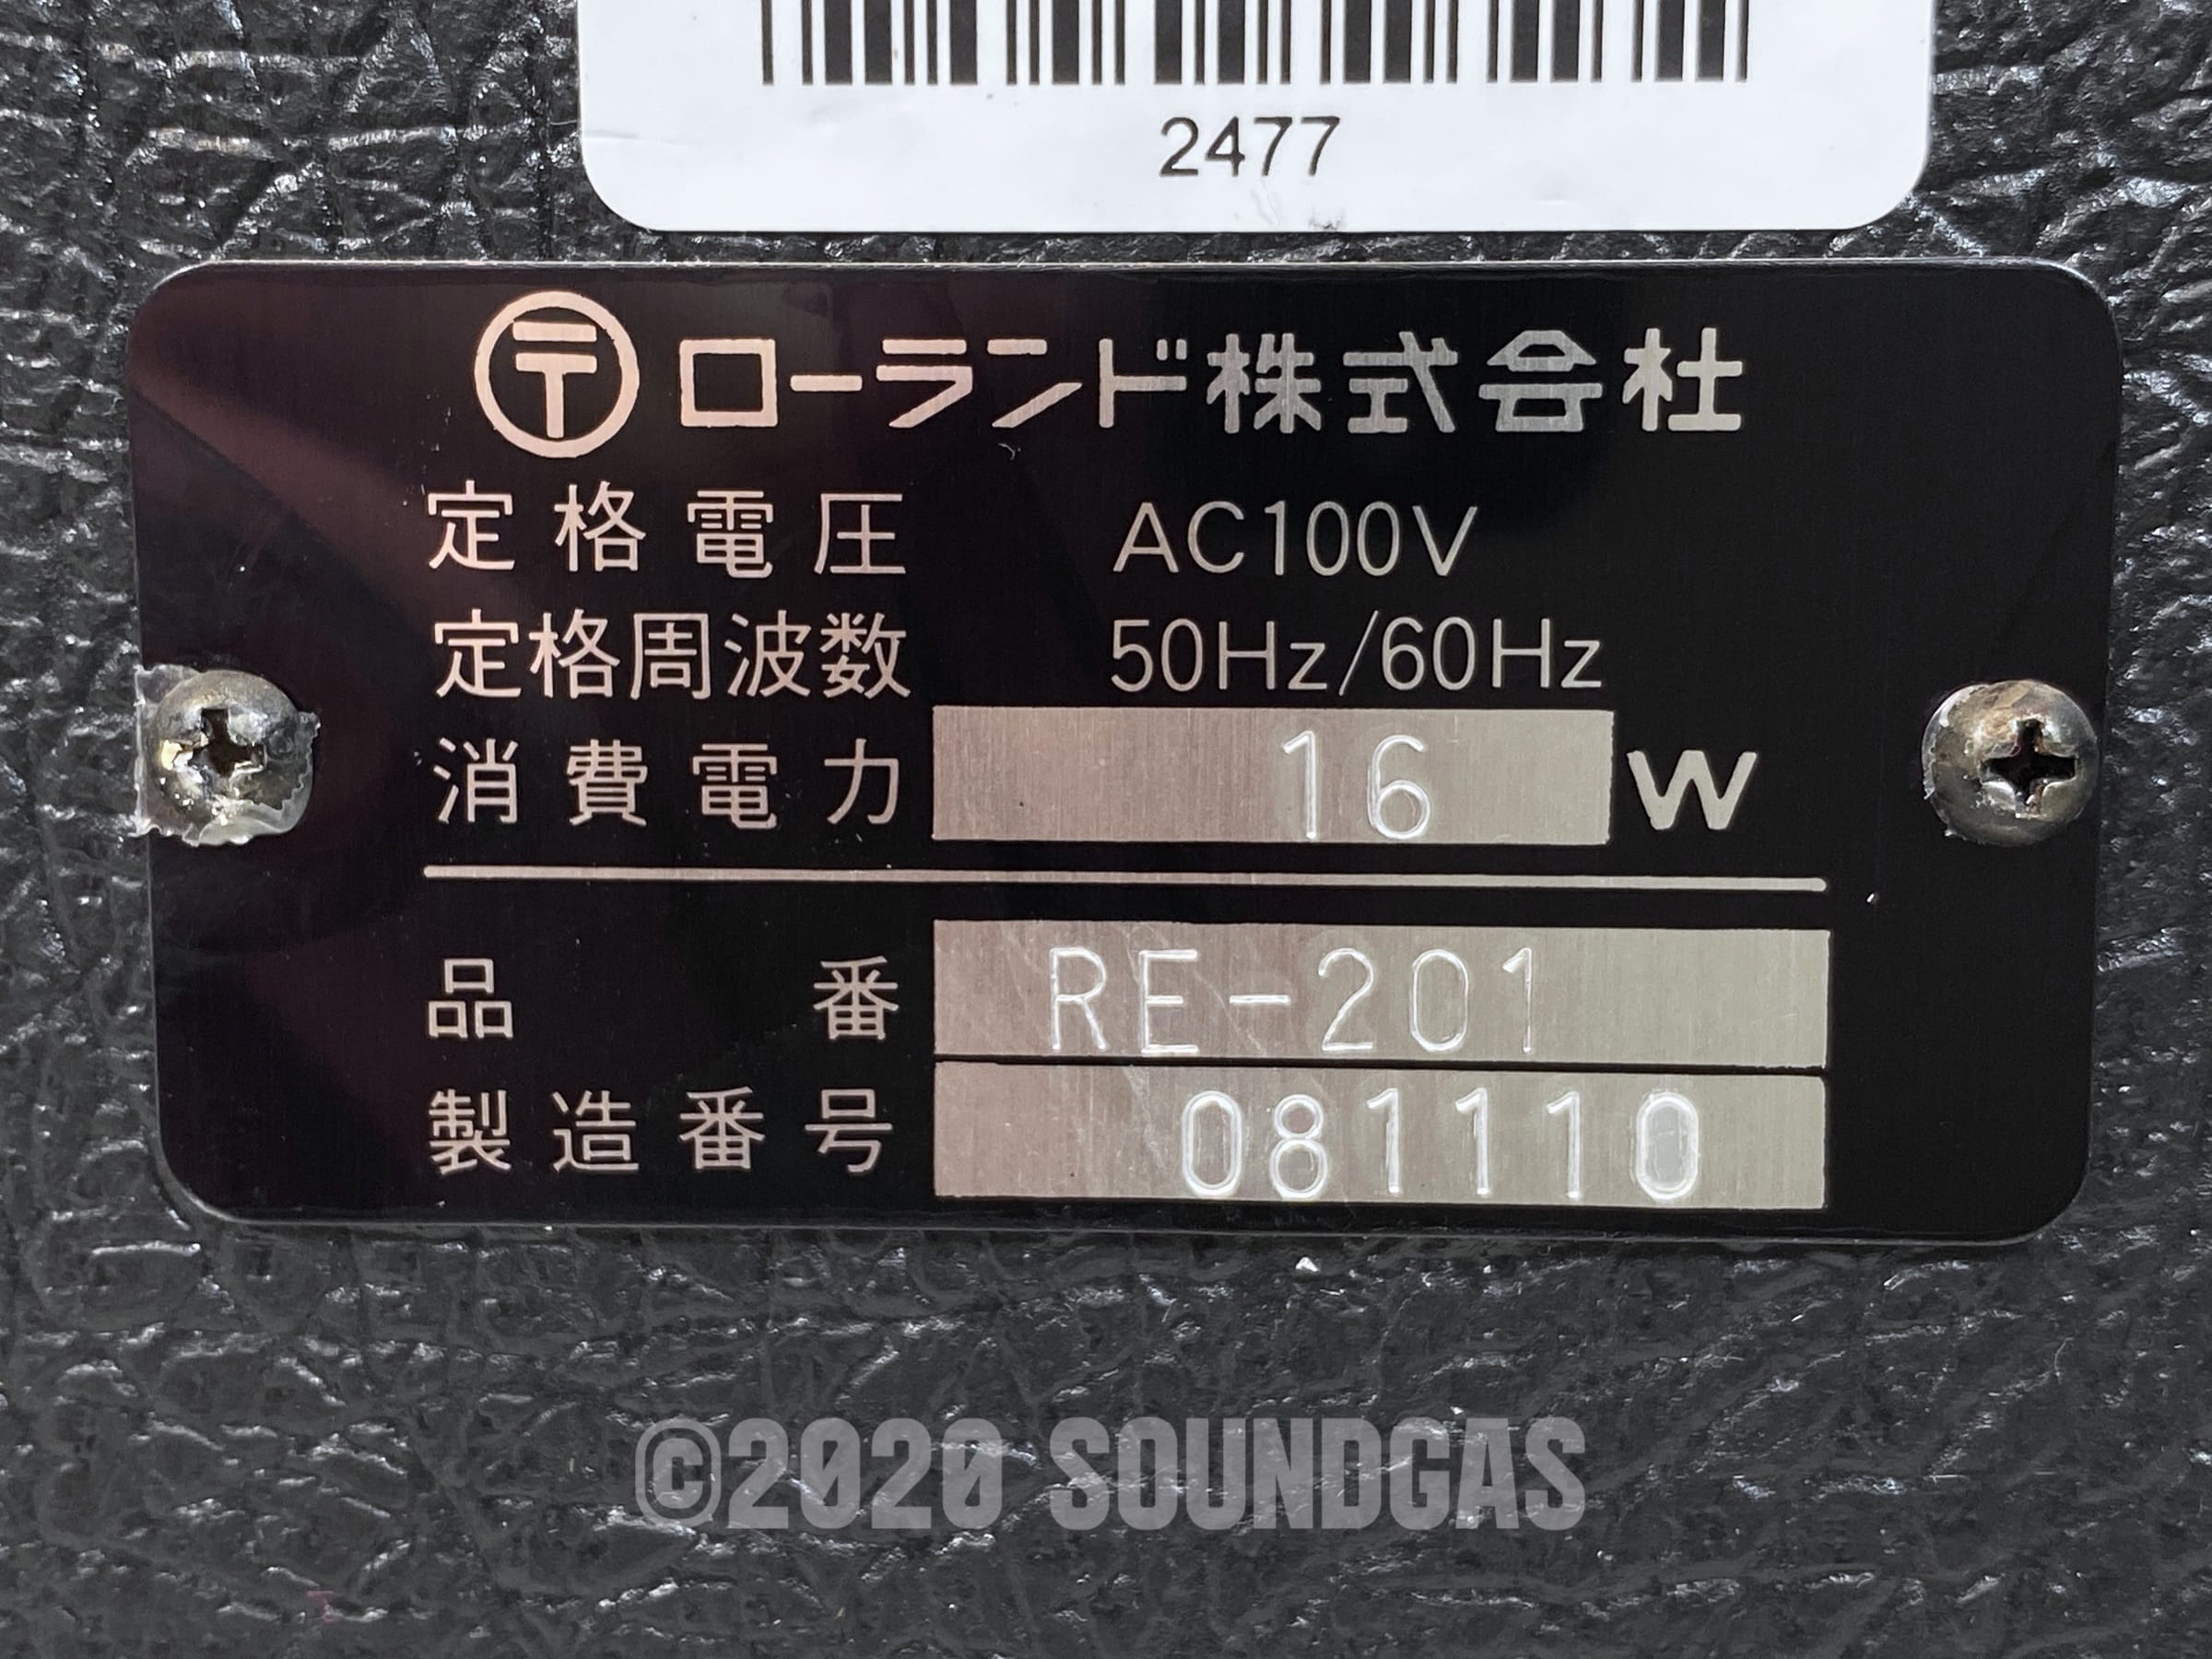 2477
〒 ローランド株式会社
定格電圧 AC100V
定格周波数 50Hz/60Hz
消費電力 16 W
品番 RE-201
製造番号 081110
©2020 SOUNDGAS